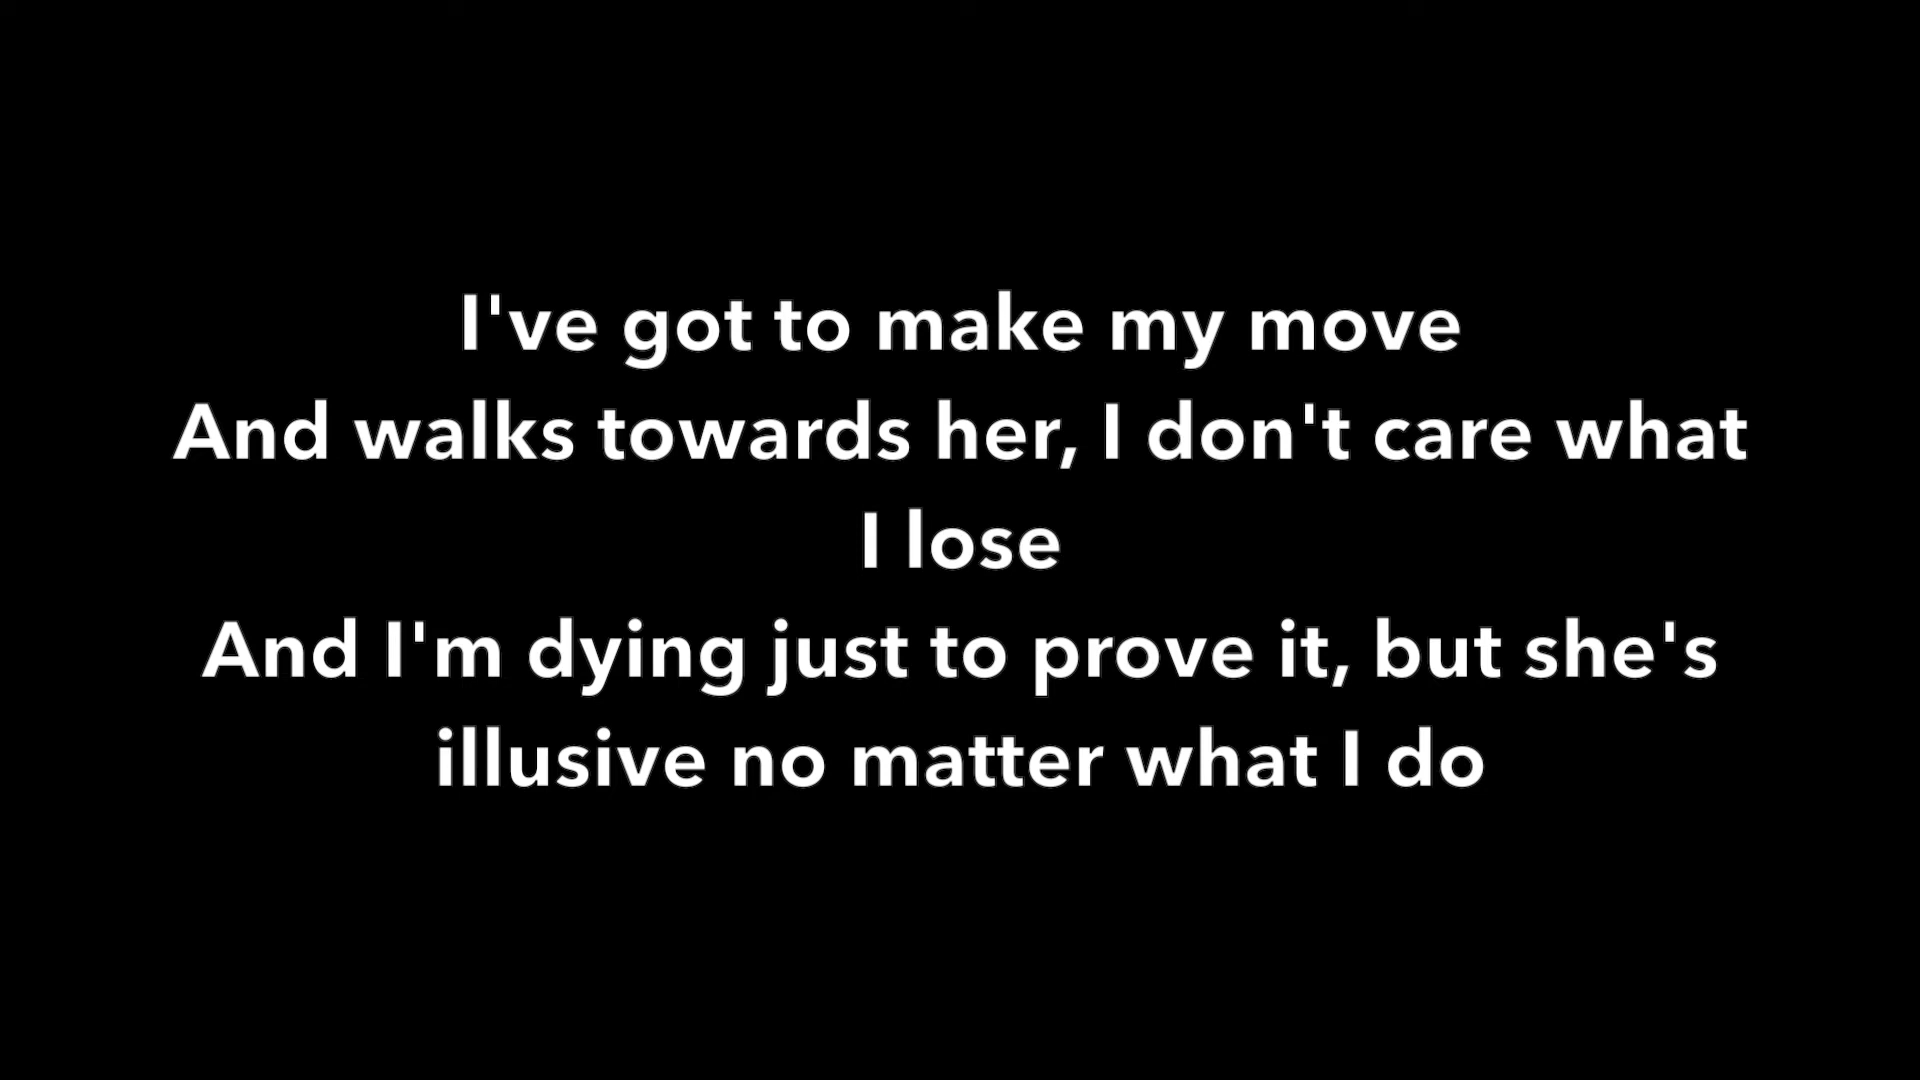 I've got to make my move
And walks towards her, I don't care what
I lose
And I'm dying just to prove it, but she's
illusive no matter what I do